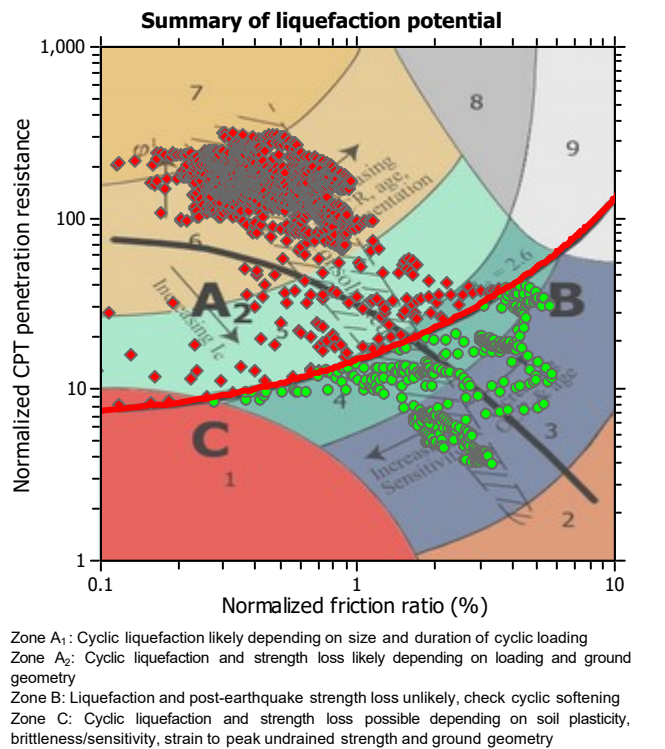 Summary of liquefaction potential
1,000
7
8
9
100
6
= 2.6
A2
B
Increasing Ic
5
10
4
C
1
3
Increasing
Sensitivity
2
1
0.1
1
10
Normalized CPT penetration resistance
Normalized friction ratio (%)
Zone A1: Cyclic liquefaction likely depending on size and duration of cyclic loading
Zone A2: Cyclic liquefaction and strength loss likely depending on loading and ground
geometry
Zone B: Liquefaction and post-earthquake strength loss unlikely, check cyclic softening
Zone C: Cyclic liquefaction and strength loss possible depending on soil plasticity,
brittleness/sensitivity, strain to peak undrained strength and ground geometry